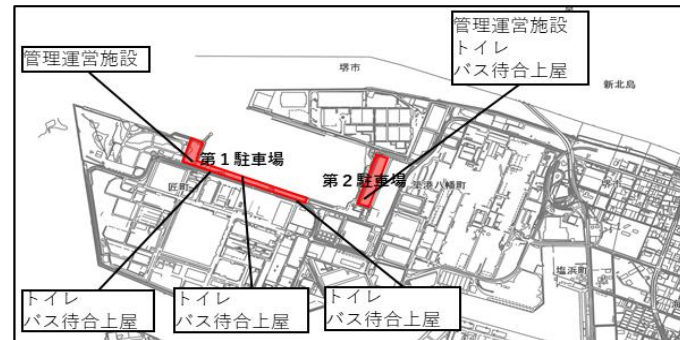 管理運営施設
トイレ
バス待合上屋
管理運営施設
堺市
新北島
第１駐車場
第２駐車場
匠町
築港八幡町
堺市
塩浜町
トイレ
バス待合上屋
トイレ
バス待合上屋
トイレ
バス待合上屋